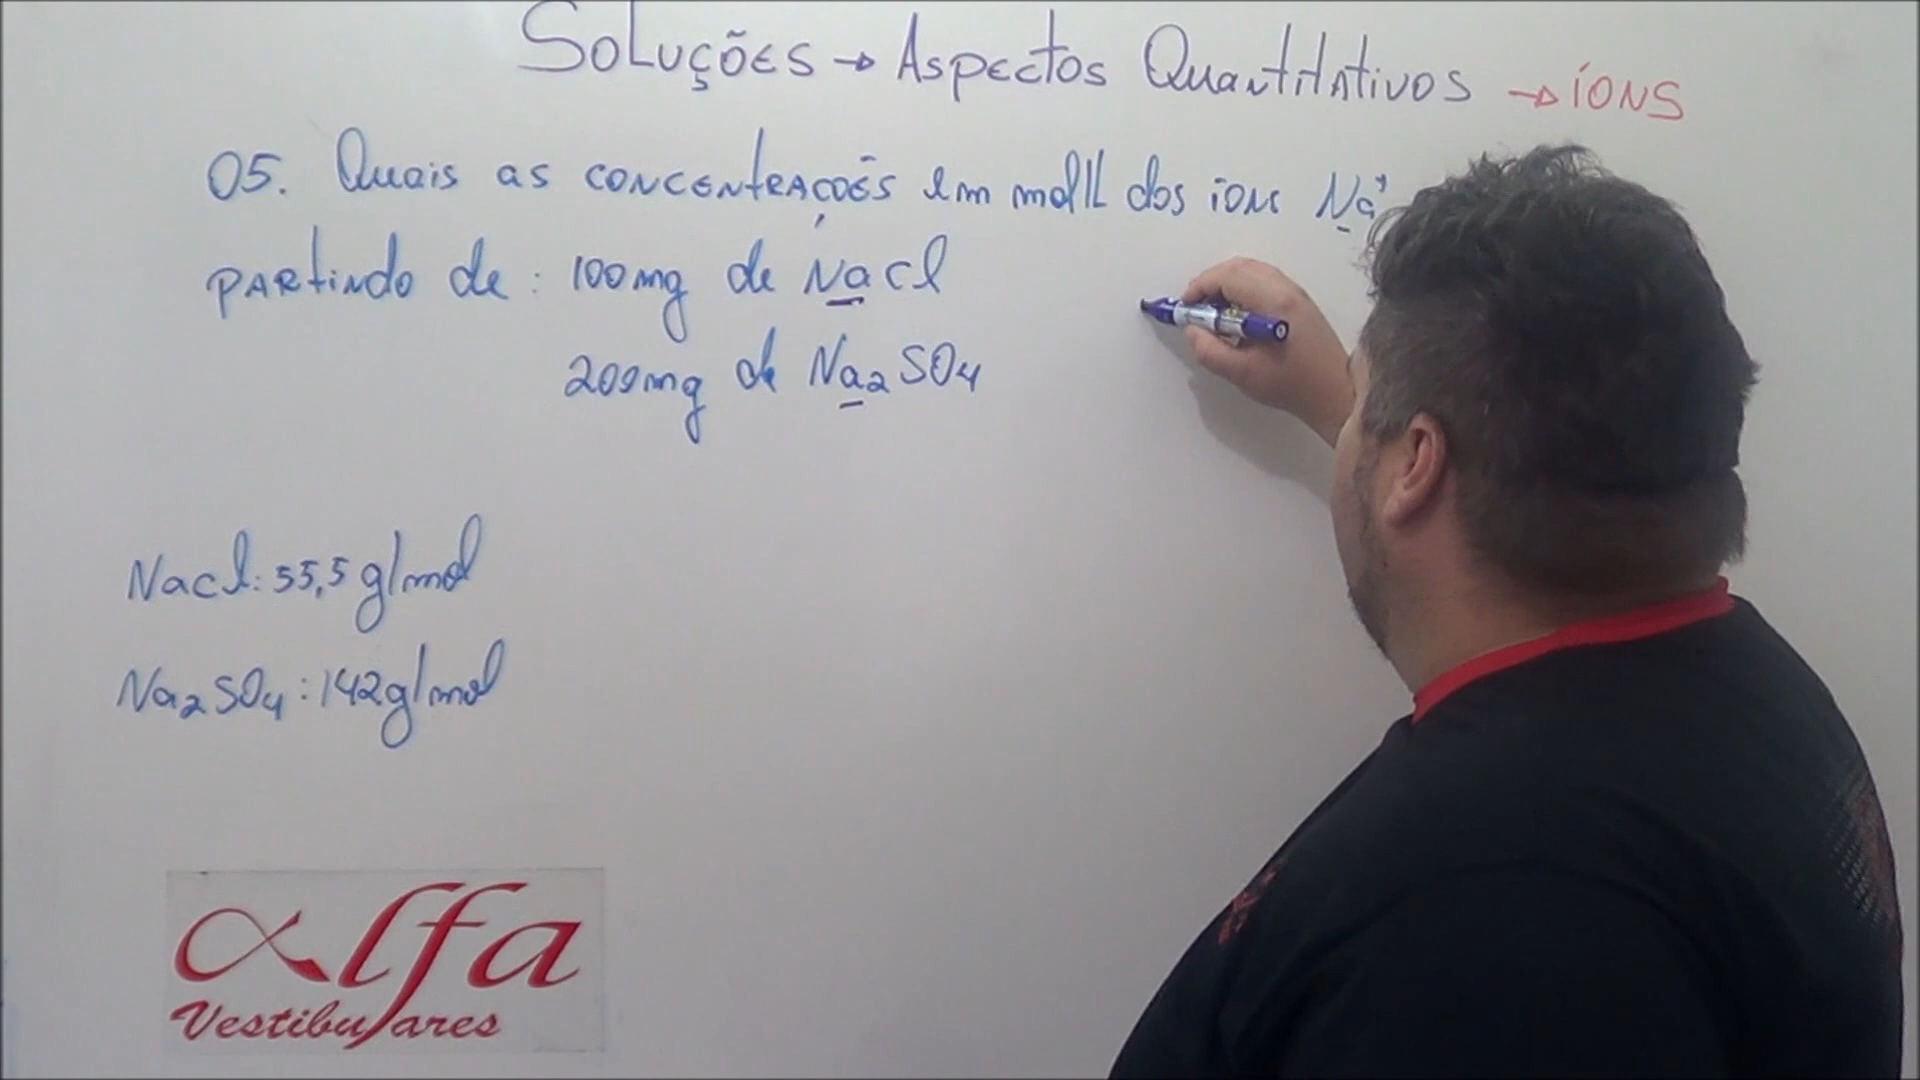 Soluções → Aspectos Quantitativos → íons
05. Quais as concentrações em mol/L dos íons Na⁺
partindo de: 100mg de NaCl
200mg de Na₂SO₄
NaCl: 55,5 g/mol
Na₂SO₄: 142g/mol
αlfa
Vestibulares